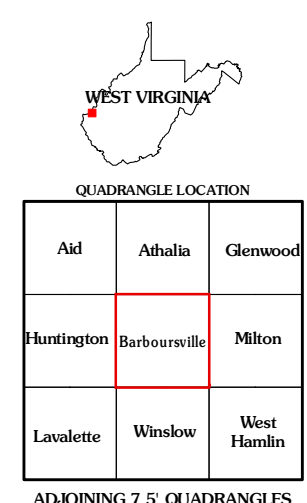 WEST VIRGINIA
QUADRANGLE LOCATION
Aid Athalia Glenwood
Huntington Barboursville Milton
Lavalette Winslow West Hamlin
ADJOINING 7.5' QUADRANGLES